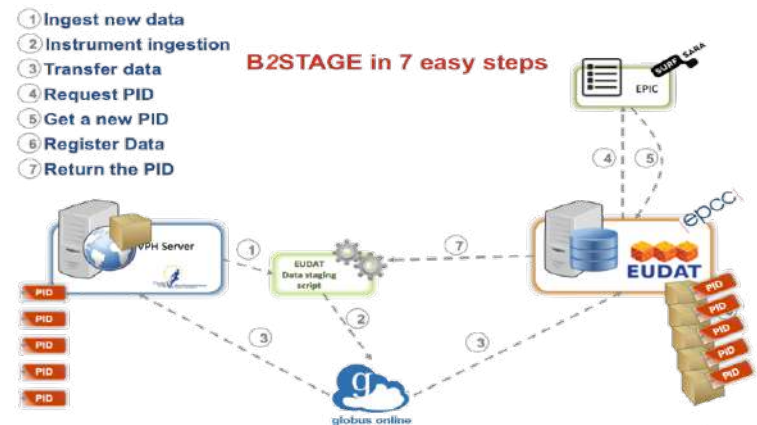 1 Ingest new data
2 Instrument ingestion
3 Transfer data
4 Request PID
5 Get a new PID
6 Register Data
7 Return the PID
B2STAGE in 7 easy steps
SURF SARA
EPIC
4
5
epcc
VPH Server
1
EUDAT
Data staging
script
7
EUDAT
2
3
3
PID
PID
PID
PID
PID
PID
PID
PID
PID
PID
g
globus online